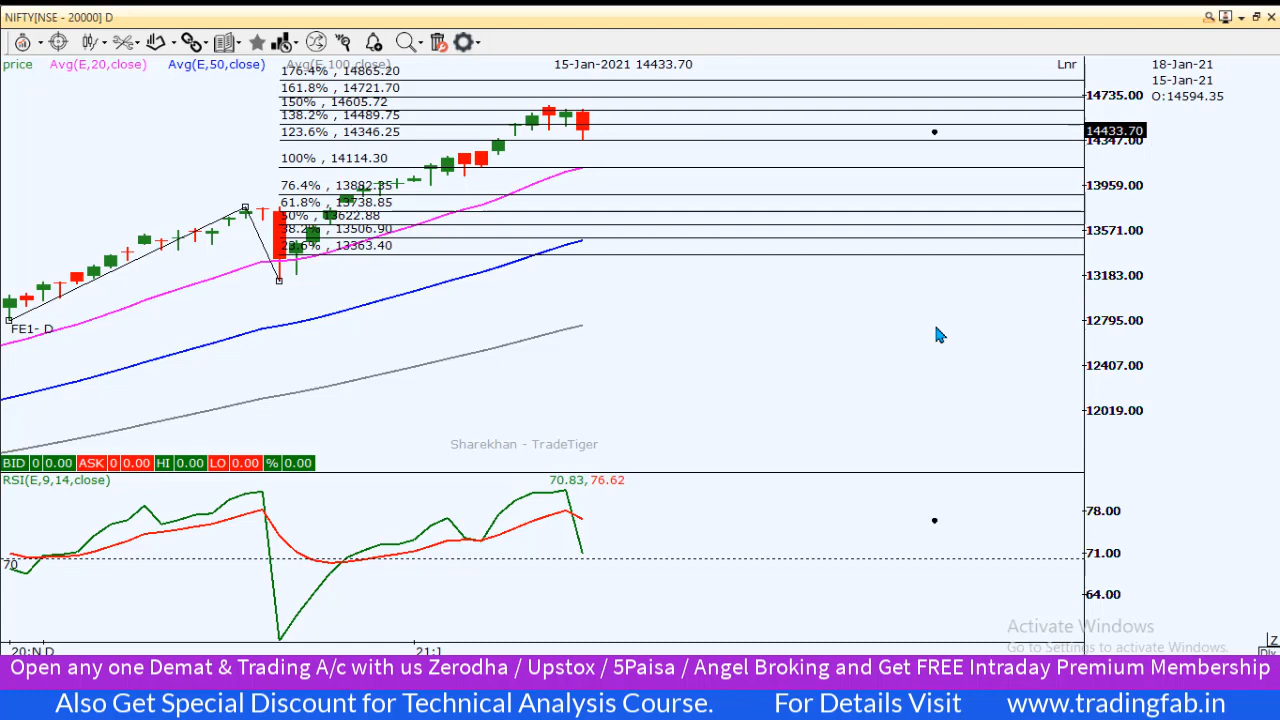 NIFTY[NSE - 20000] D
price Avg(E,20,close) Avg(E,50,close) Avg(E,100,close) 15-Jan-2021 14433.70 Lnr 18-Jan-21
15-Jan-21
O:14594.35
176.4% , 14865.20
161.8% , 14721.70
150% , 14605.72
138.2% , 14489.75
123.6% , 14346.25
100% , 14114.30
76.4% , 13882.35
61.8% , 13738.85
50% , 13622.88
38.2% , 13506.90
23.6% , 13363.40
14735.00
14433.70
14347.00
13959.00
13571.00
13183.00
12795.00
12407.00
12019.00
FE1- D
Sharekhan - TradeTiger
BID 0 0.00 ASK 0 0.00 HI 0.00 LO 0.00 % 0.00
RSI(E,9,14,close) 70.83, 76.62
78.00
71.00
64.00
70
Activate Windows
Go to Settings to activate Windows.
20:N D 21:1
Z
Open any one Demat & Trading A/c with us Zerodha / Upstox / 5Paisa / Angel Broking and Get FREE Intraday Premium Membership
Also Get Special Discount for Technical Analysis Course. For Details Visit www.tradingfab.in